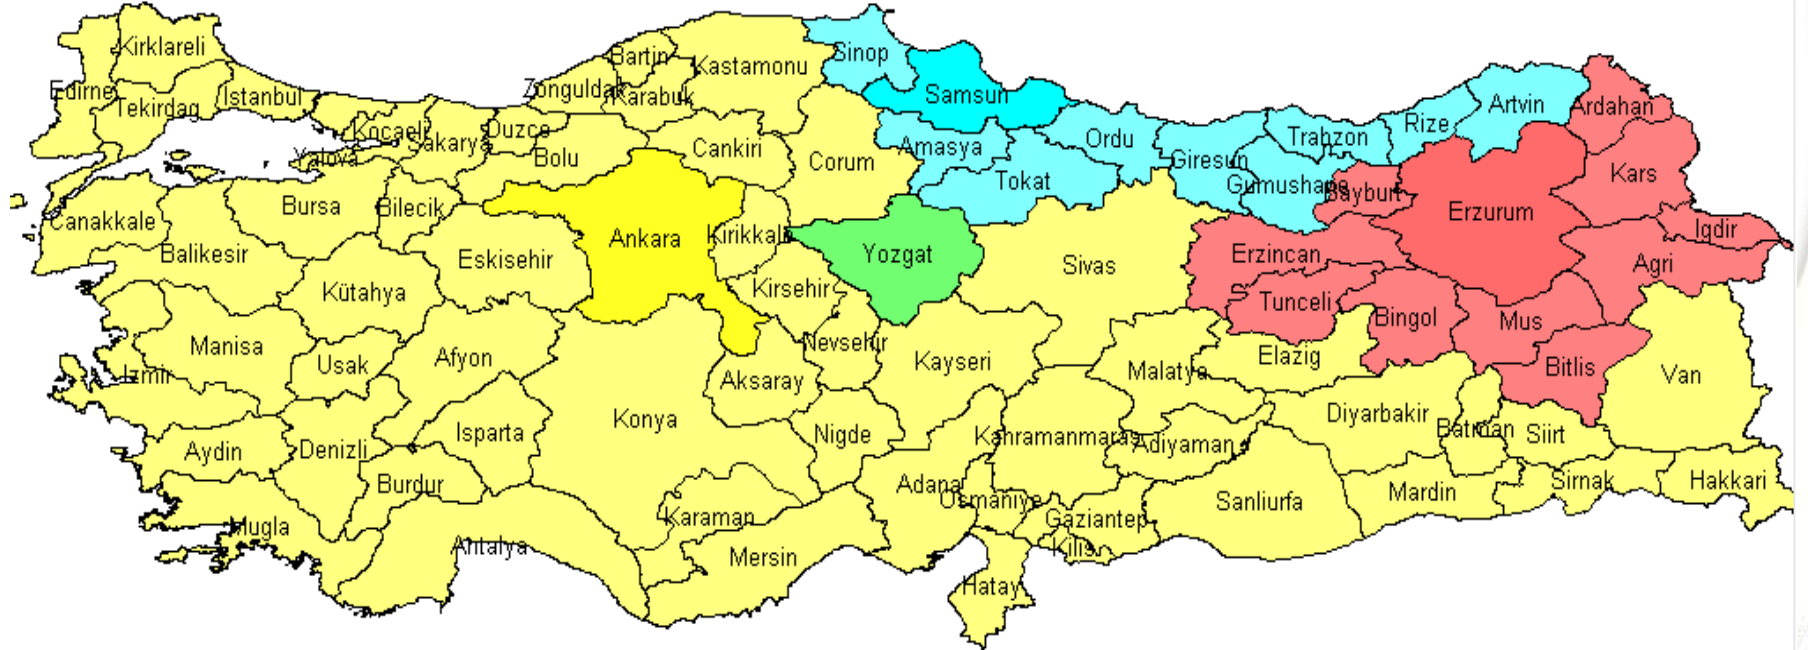 Kirklareli
Edirne
Tekirdag
Istanbul
Kocaeli
Yalova
Sakarya
Duzce
Bolu
Zonguldak
Bartin
Karabuk
Kastamonu
Cankiri
Corum
Sinop
Samsun
Amasya
Tokat
Ordu
Giresun
Gumushane
Trabzon
Rize
Artvin
Ardahan
Kars
Bayburt
Erzurum
Igdir
Agri
Erzincan
Tunceli
Bingol
Mus
Bitlis
Van
Canakkale
Balikesir
Bursa
Bilecik
Eskisehir
Ankara
Kirikkale
Kirsehir
Yozgat
Sivas
Kütahya
Manisa
Usak
Afyon
Izmir
Aydin
Denizli
Isparta
Burdur
Mugla
Antalya
Konya
Aksaray
Nevsehir
Kayseri
Nigde
Karaman
Mersin
Adana
Osmaniye
Kahramanmaras
Malatya
Elazig
Adiyaman
Gaziantep
Kilis
Hatay
Sanliurfa
Diyarbakir
Batman
Siirt
Mardin
Sirnak
Hakkari